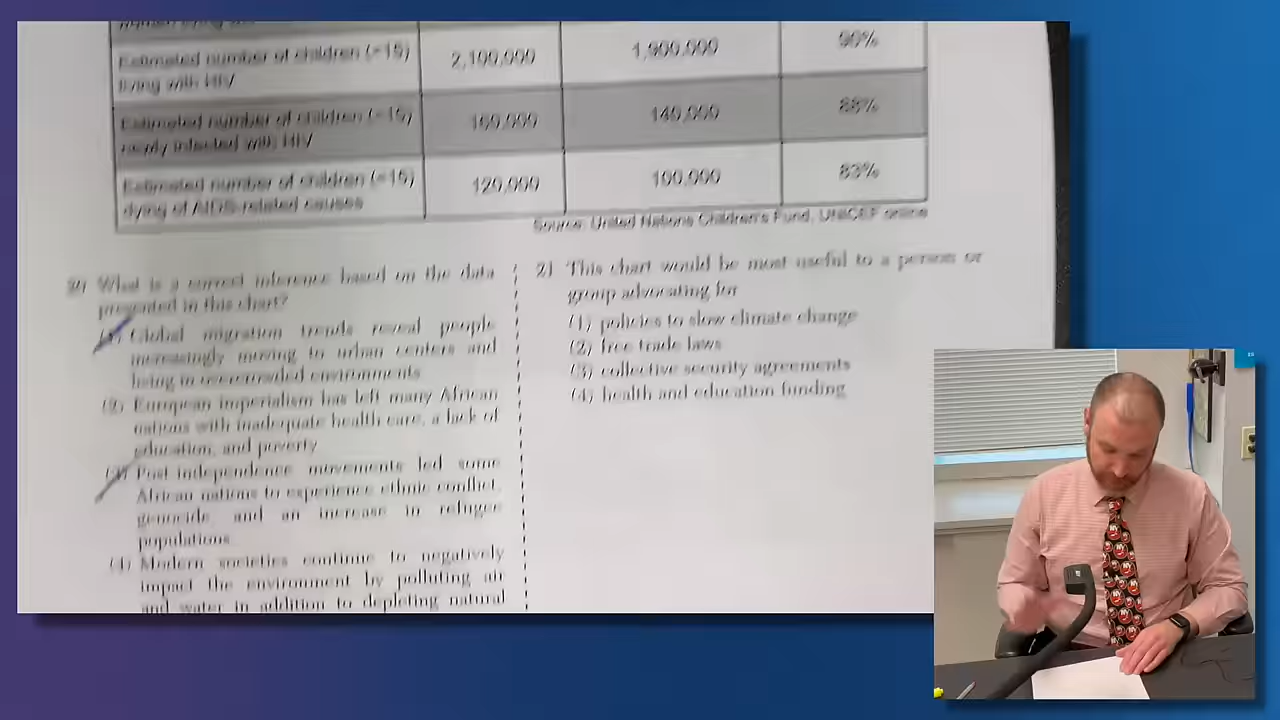 Estimated number of children (<15) living with HIV 2,100,000 1,900,000 90%
Estimated number of children (<15) newly infected with HIV 160,000 140,000 88%
Estimated number of children (<15) dying of AIDS-related causes 120,000 100,000 83%
Source: United Nations Children's Fund, UNICEF online
20 What is a correct inference based on the data
presented in this chart?
(1) Global migration trends reveal people
increasingly moving to urban centers and
living in overcrowded environments
(2) European imperialism has left many African
nations with inadequate health care, a lack of
education, and poverty
(3) Post independence movements led some
African nations to experience ethnic conflict,
genocide, and an increase in refugee
populations
(4) Modern societies continue to negatively
impact the environment by polluting air
and water in addition to depleting natural
21 This chart would be most useful to a person or
group advocating for
(1) policies to slow climate change
(2) free trade laws
(3) collective security agreements
(4) health and education funding